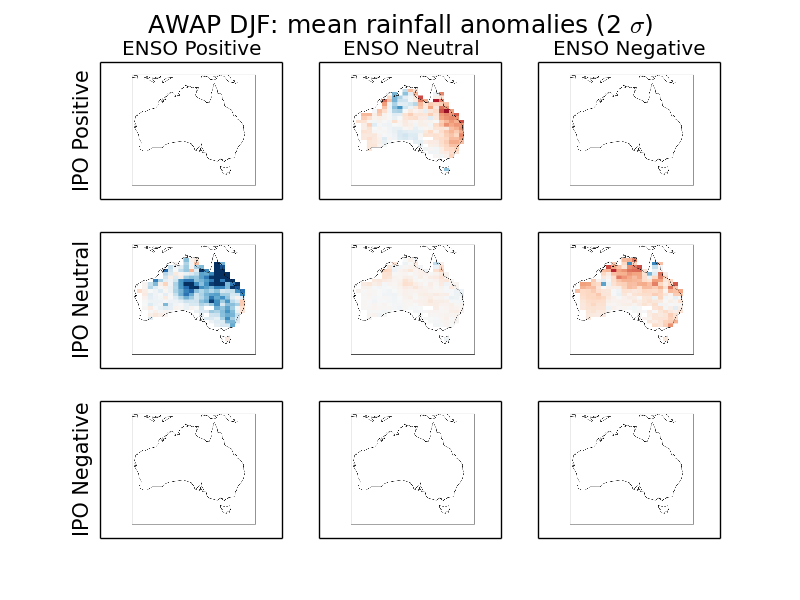 AWAP DJF: mean rainfall anomalies (2 σ)
ENSO Positive ENSO Neutral ENSO Negative
IPO Positive
IPO Neutral
IPO Negative